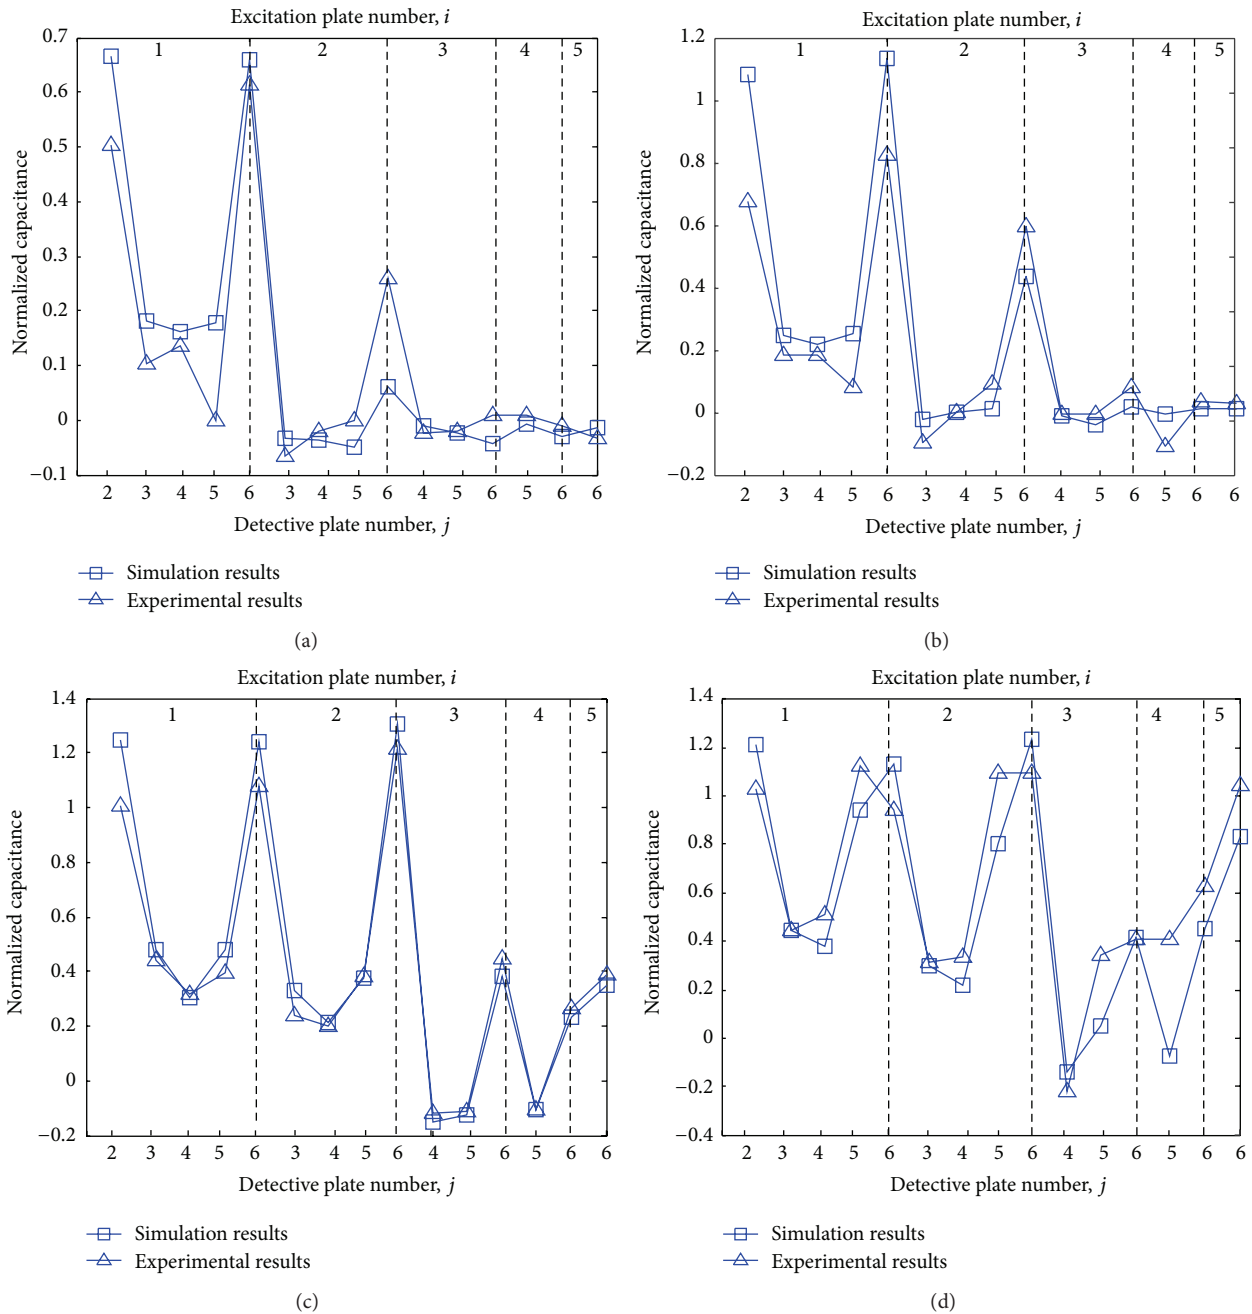 Excitation plate number, i
1 2 3 4 5
Normalized capacitance
0.7
0.6
0.5
0.4
0.3
0.2
0.1
0
−0.1
2 3 4 5 6 3 4 5 6 4 5 6 5 6 6
Detective plate number, j
Simulation results
Experimental results
(a)
Excitation plate number, i
1 2 3 4 5
Normalized capacitance
1.2
1
0.8
0.6
0.4
0.2
0
−0.2
2 3 4 5 6 3 4 5 6 4 5 6 5 6 6
Detective plate number, j
Simulation results
Experimental results
(b)
Excitation plate number, i
1 2 3 4 5
Normalized capacitance
1.4
1.2
1
0.8
0.6
0.4
0.2
0
−0.2
2 3 4 5 6 3 4 5 6 4 5 6 5 6 6
Detective plate number, j
Simulation results
Experimental results
(c)
Excitation plate number, i
1 2 3 4 5
Normalized capacitance
1.4
1.2
1
0.8
0.6
0.4
0.2
0
−0.2
−0.4
2 3 4 5 6 3 4 5 6 4 5 6 5 6 6
Detective plate number, j
Simulation results
Experimental results
(d)